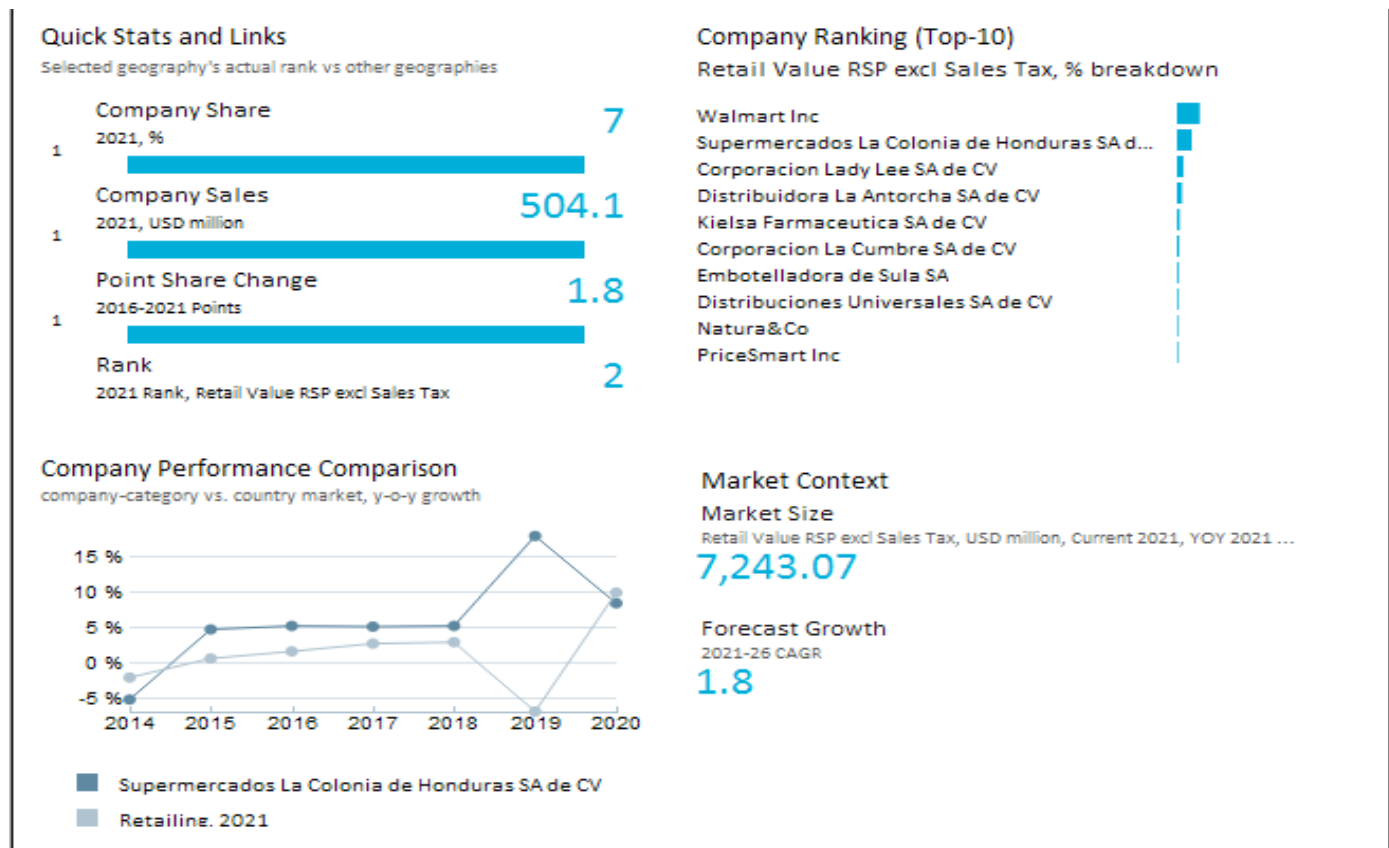 Quick Stats and Links
Selected geography's actual rank vs other geographies
Company Share
2021, %
7
1
Company Sales
2021, USD million
504.1
1
Point Share Change
2016-2021 Points
1.8
1
Rank
2021 Rank, Retail Value RSP excl Sales Tax
2
Company Ranking (Top-10)
Retail Value RSP excl Sales Tax, % breakdown
Walmart Inc
Supermercados La Colonia de Honduras SA d...
Corporacion Lady Lee SA de CV
Distribuidora La Antorcha SA de CV
Kielsa Farmaceutica SA de CV
Corporacion La Cumbre SA de CV
Embotelladora de Sula SA
Distribuciones Universales SA de CV
Natura&Co
PriceSmart Inc
Company Performance Comparison
company-category vs. country market, y-o-y growth
15 %
10 %
5 %
0 %
-5 %
2014 2015 2016 2017 2018 2019 2020
Supermercados La Colonia de Honduras SA de CV
Retailing, 2021
Market Context
Market Size
Retail Value RSP excl Sales Tax, USD million, Current 2021, YOY 2021 ...
7,243.07
Forecast Growth
2021-26 CAGR
1.8